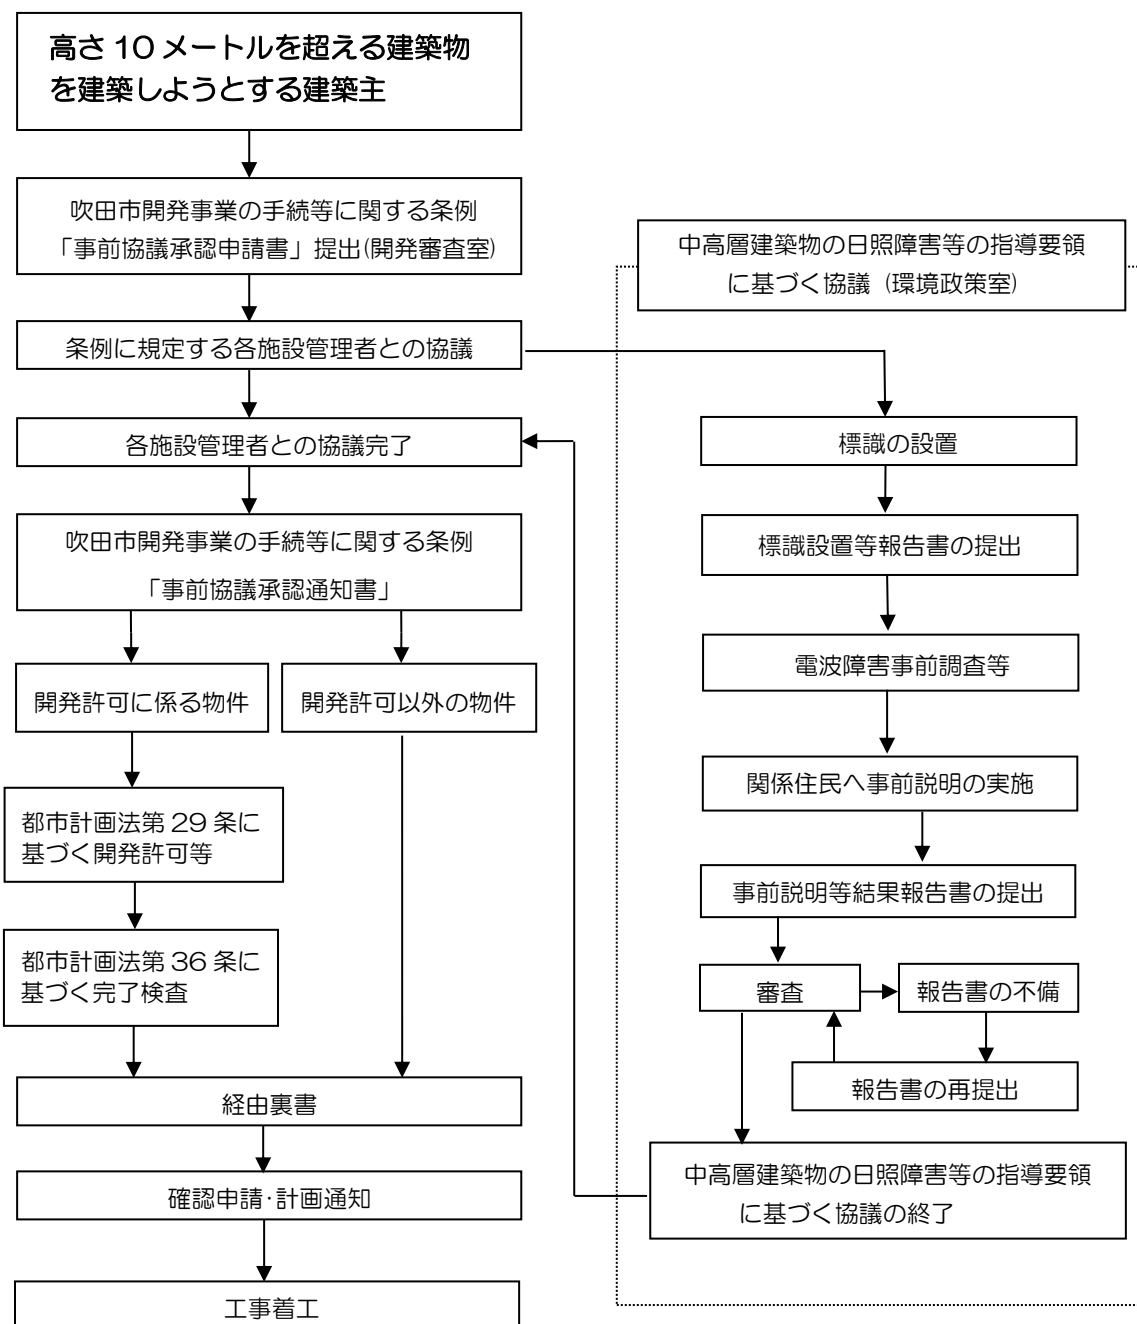 高さ10メートルを超える建築物
を建築しようとする建築主
吹田市開発事業の手続等に関する条例
「事前協議承認申請書」提出(開発審査室)
条例に規定する各施設管理者との協議
各施設管理者との協議完了
吹田市開発事業の手続等に関する条例
「事前協議承認通知書」
開発許可に係る物件
開発許可以外の物件
都市計画法第29条に
基づく開発許可等
都市計画法第36条に
基づく完了検査
経由裏書
確認申請・計画通知
工事着工
中高層建築物の日照障害等の指導要領
に基づく協議（環境政策室）
標識の設置
標識設置等報告書の提出
電波障害事前調査等
関係住民へ事前説明の実施
事前説明等結果報告書の提出
審査
報告書の不備
報告書の再提出
中高層建築物の日照障害等の指導要領
に基づく協議の終了